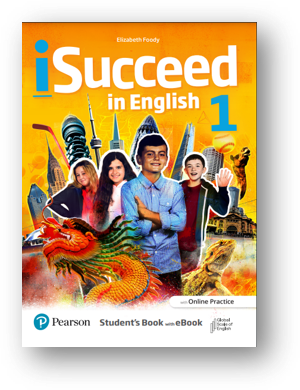 Elizabeth Foody
iSucceed
in English 1
with Online Practice
Pearson
Student's Book with eBook
Global
Scale of
English